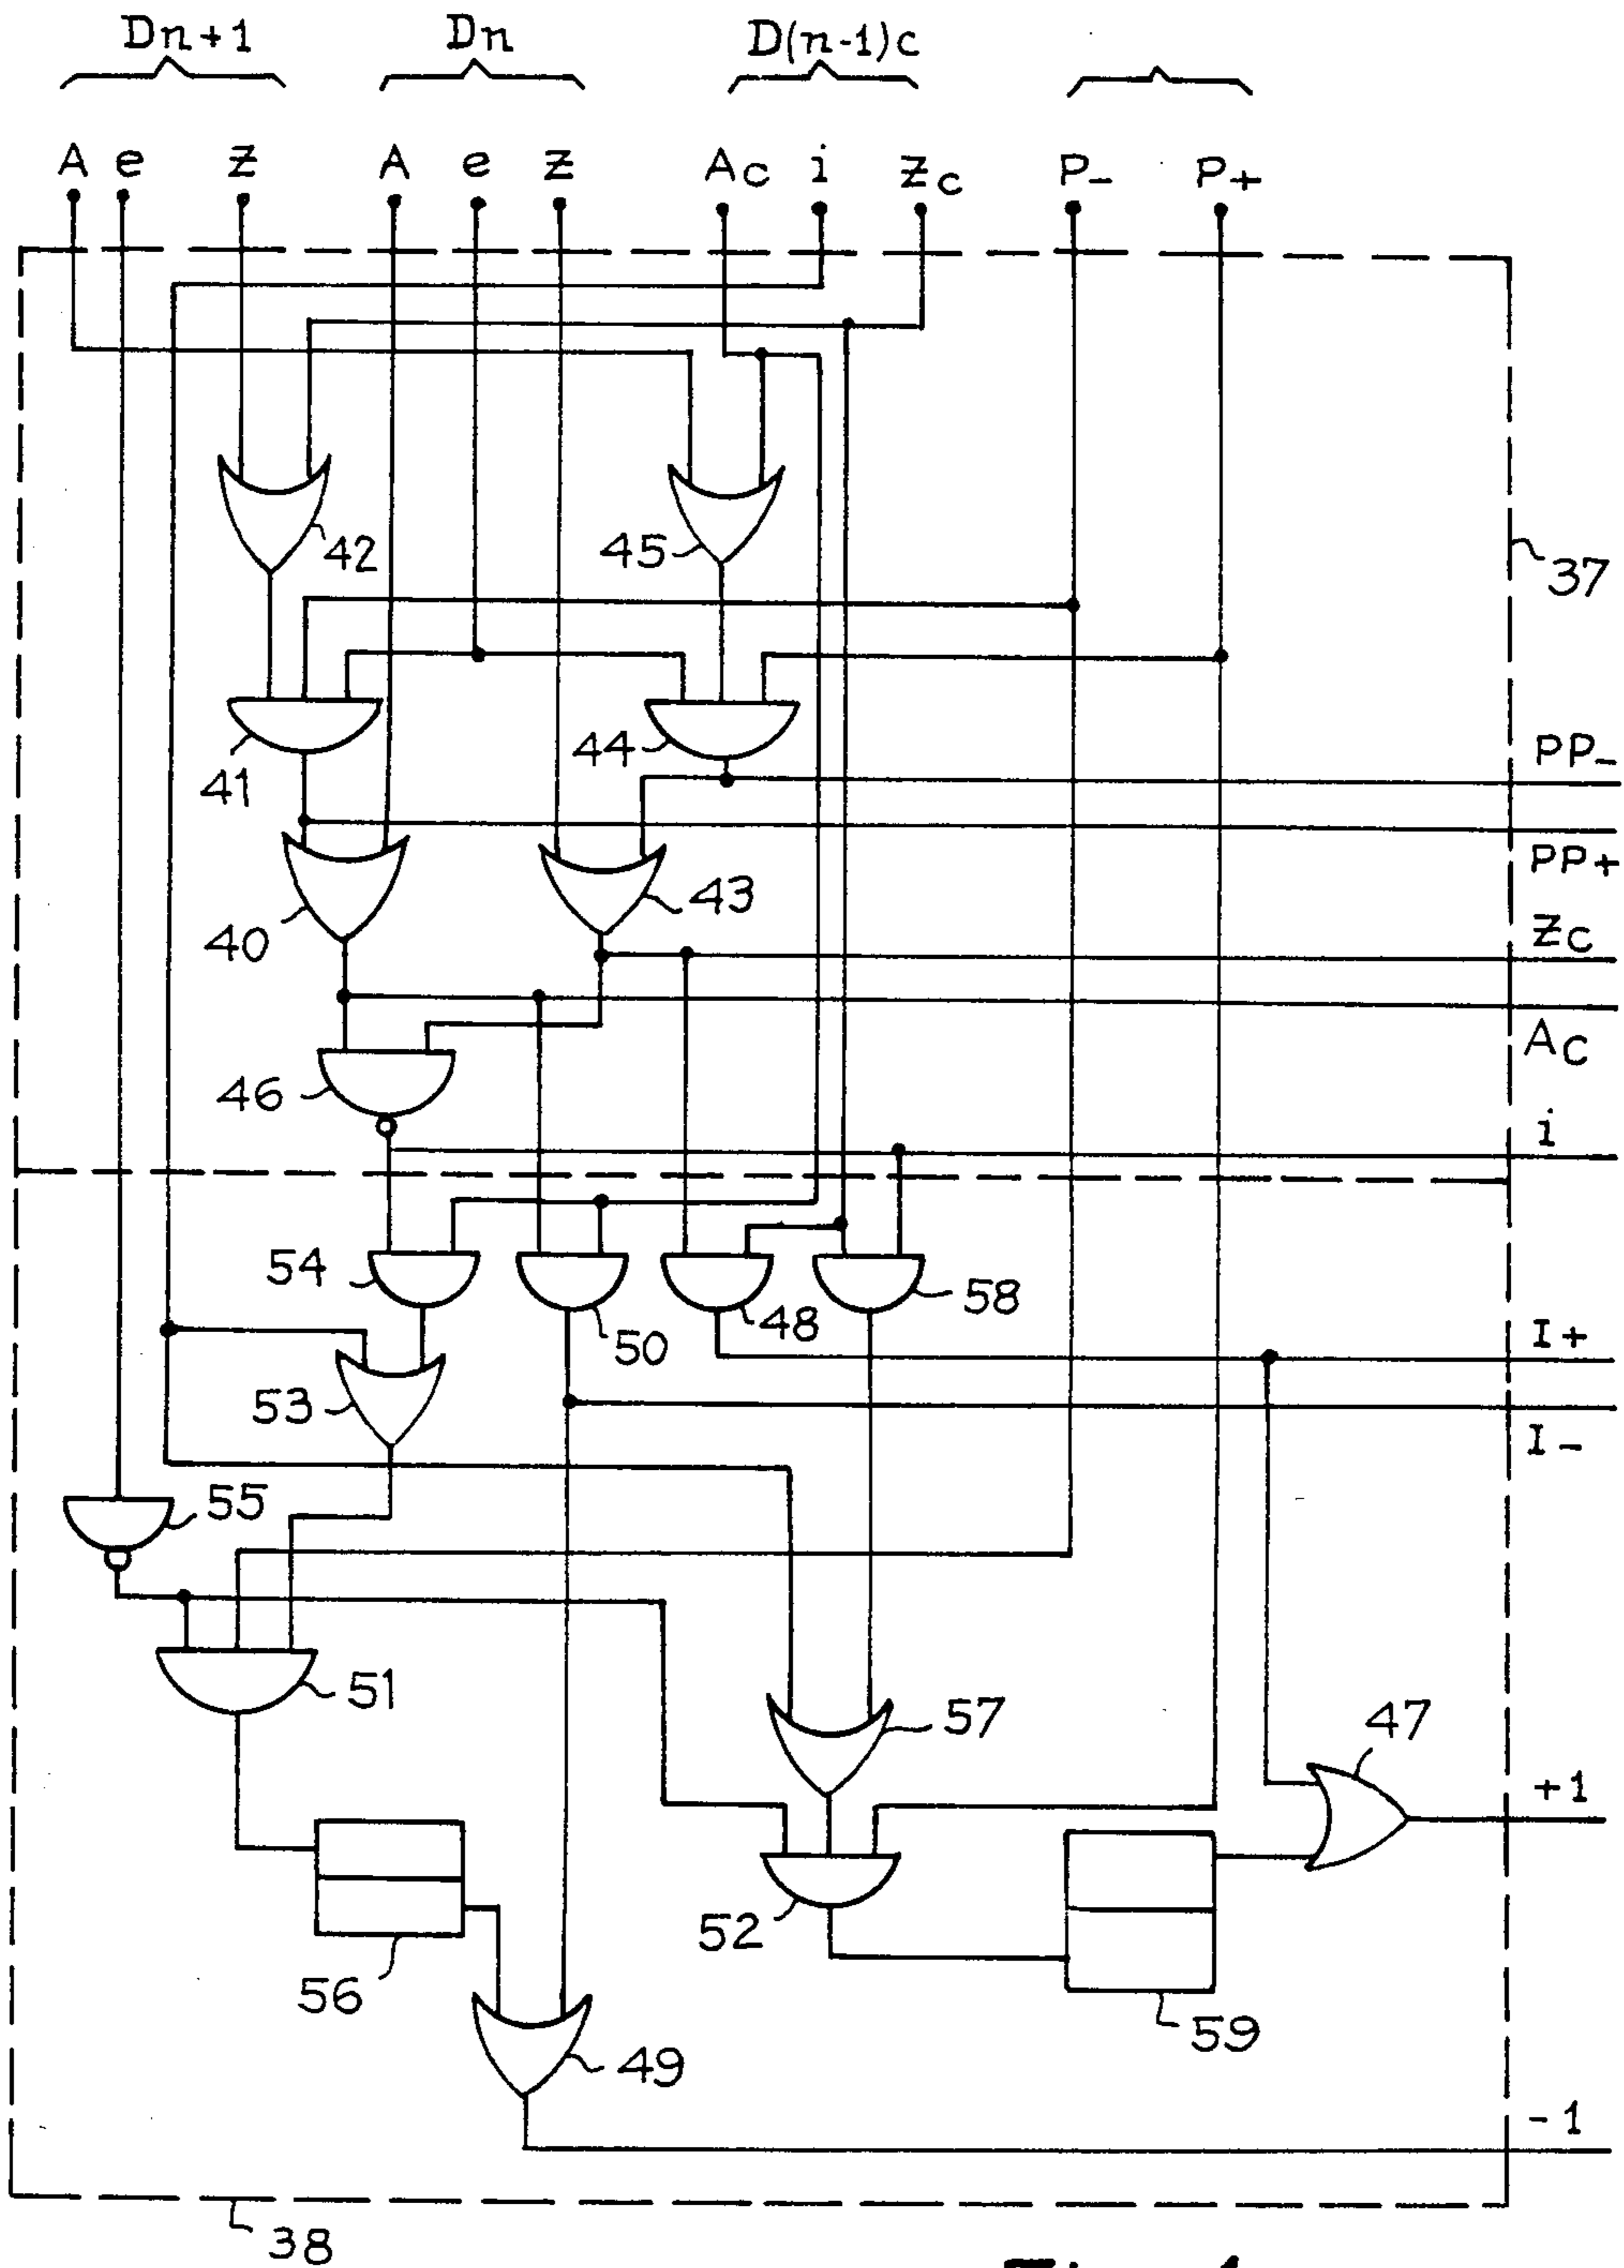 Dn+1 Dn D(n-1)c
A e z A e z Ac i zc P- P+
42 45 37
41 44 PP-
40 43 PP+
zc
46 Ac
i
54 50 48 58
I+
53 I-
55
51 57 47
+1
56 52 59
49
-1
38